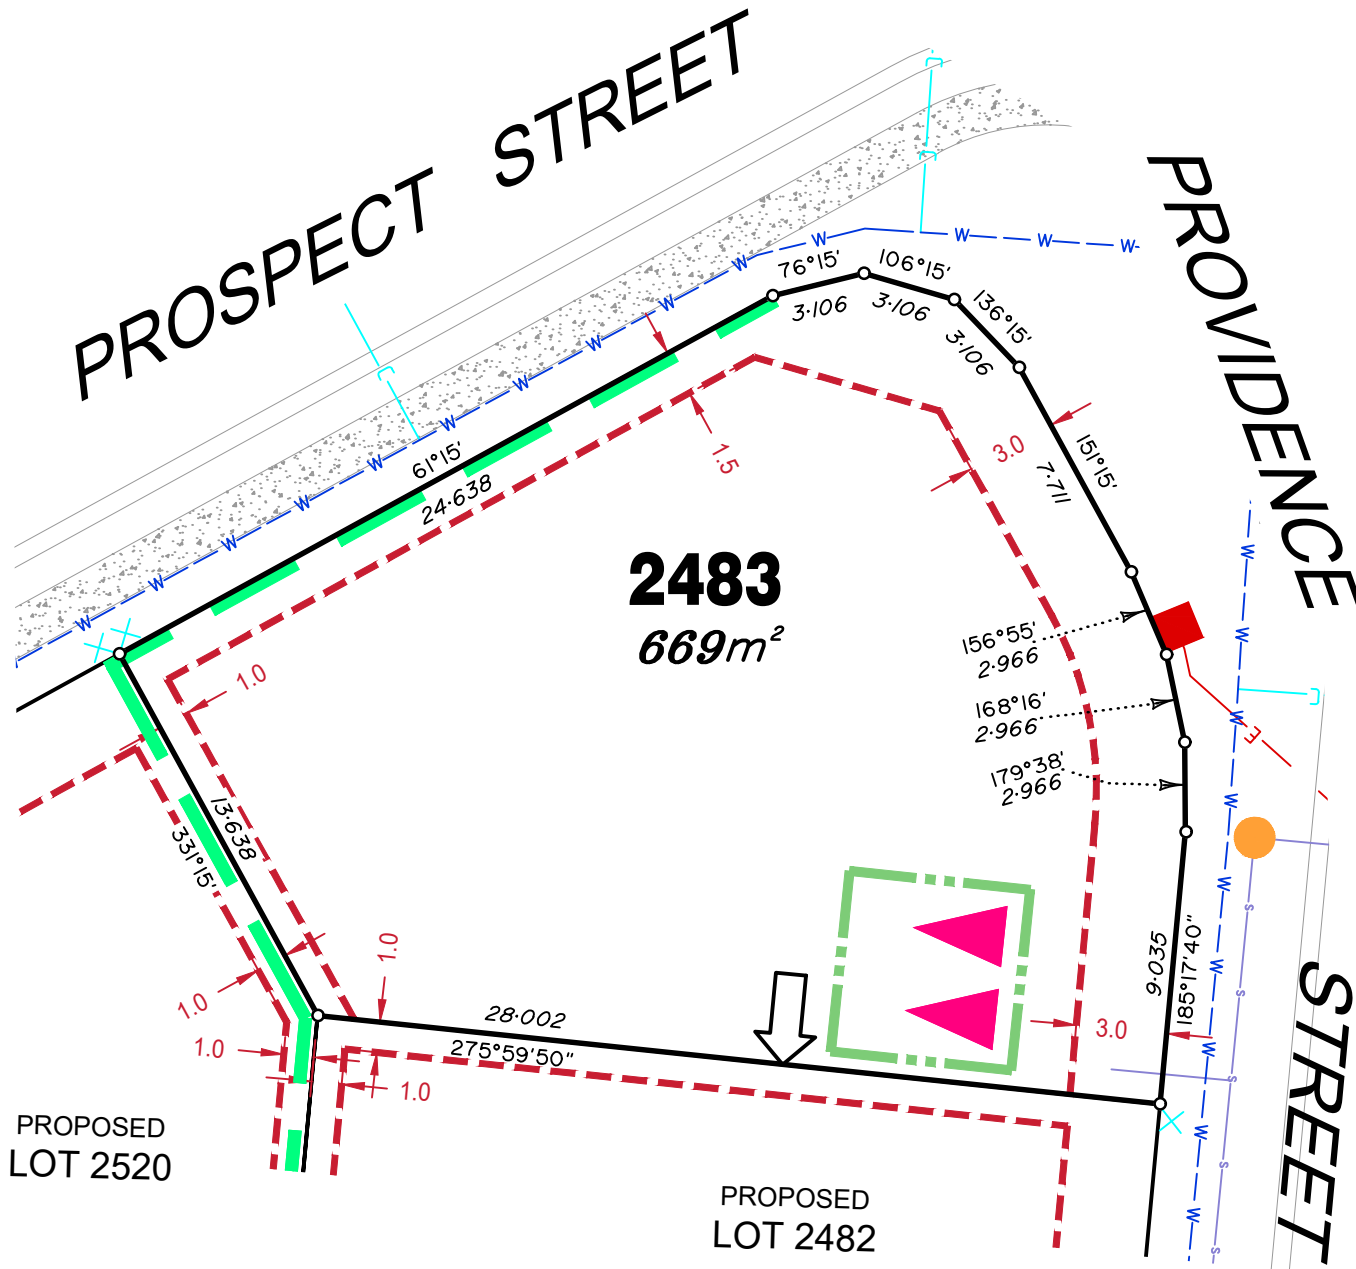 PROSPECT STREET
PROVIDENCE STREET
W W W W W W W W W W W W W W
76°15'
3·106
106°15'
3·106
136°15'
3·106
61°15'
24·638
1.5
3.0
151°15'
7·711
2483
669m²
156°55'
2·966
168°16'
2·966
179°38'
2·966
1.0
13·638
331°15'
E
W W W W W W W W W
S S S S S
9·035
185°17'40"
3.0
1.0
1.0
1.0
1.0
28·002
275°59'50"
PROPOSED
LOT 2520
PROPOSED
LOT 2482